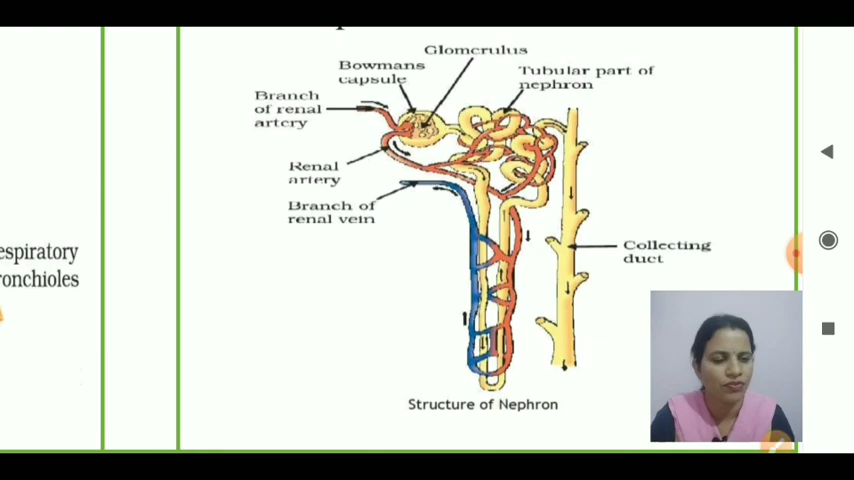 Glomerulus
Bowmans
capsule
Tubular part of
nephron
Branch
of renal
artery
Renal
artery
Branch of
renal vein
espiratory
ronchioles
Collecting
duct
Structure of Nephron